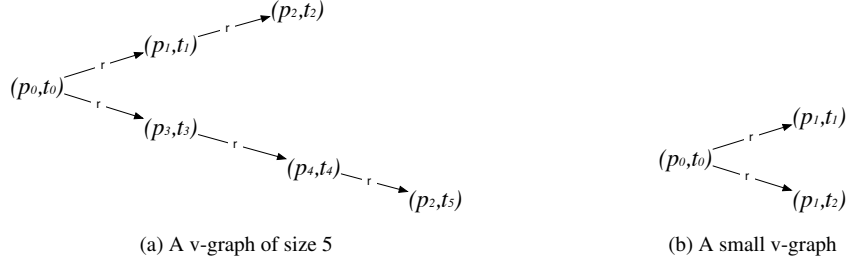 (p₂,t₂)
(p₁,t₁)
r
r
(p₀,t₀)
r
(p₃,t₃)
r
(p₄,t₄)
r
(p₂,t₅)
(a) A v-graph of size 5
(p₁,t₁)
r
(p₀,t₀)
r
(p₁,t₂)
(b) A small v-graph